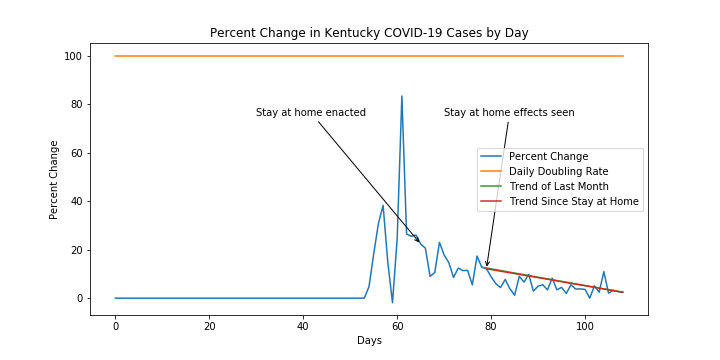 Percent Change in Kentucky COVID-19 Cases by Day
Percent Change
100
80
60
40
20
0
Stay at home enacted
Stay at home effects seen
Percent Change
Daily Doubling Rate
Trend of Last Month
Trend Since Stay at Home
0
20
40
60
80
100
Days